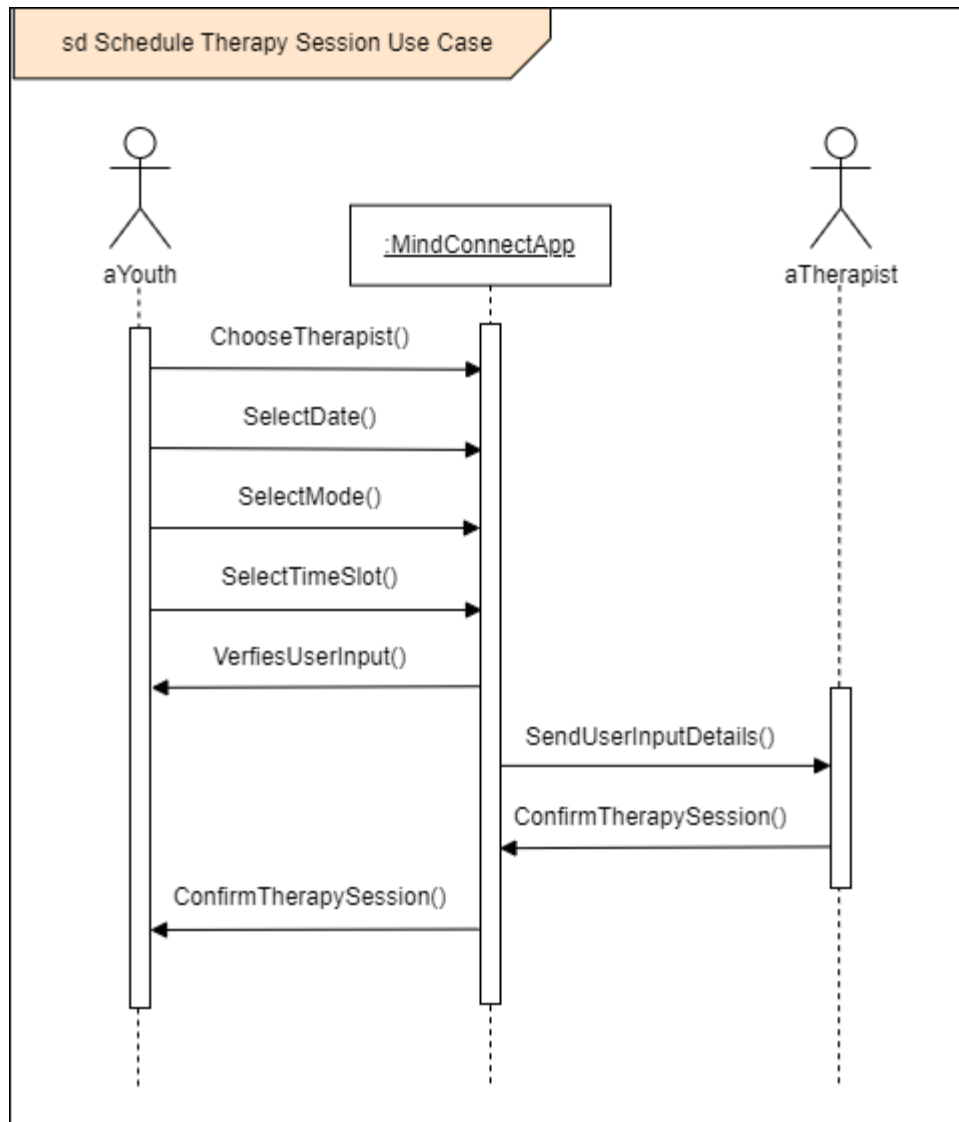 sd Schedule Therapy Session Use Case
:MindConnectApp
aYouth
aTherapist
ChooseTherapist()
SelectDate()
SelectMode()
SelectTimeSlot()
VerfiesUserInput()
SendUserInputDetails()
ConfirmTherapySession()
ConfirmTherapySession()